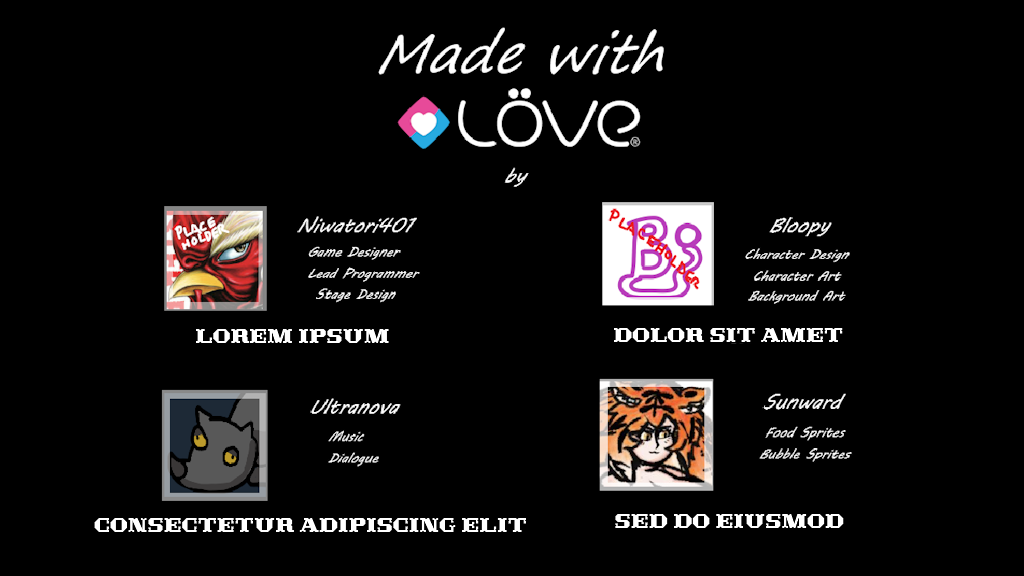 Made with
LÖVE®
by
PLACE
HOLDER
Niwatori401
Game Designer
Lead Programmer
Stage Design
LOREM IPSUM
PLACEHOLDER
B
Bloopy
Character Design
Character Art
Background Art
DOLOR SIT AMET
Ultranova
Music
Dialogue
CONSECTETUR ADIPISCING ELIT
Sunward
Food Sprites
Bubble Sprites
SED DO EIUSMOD